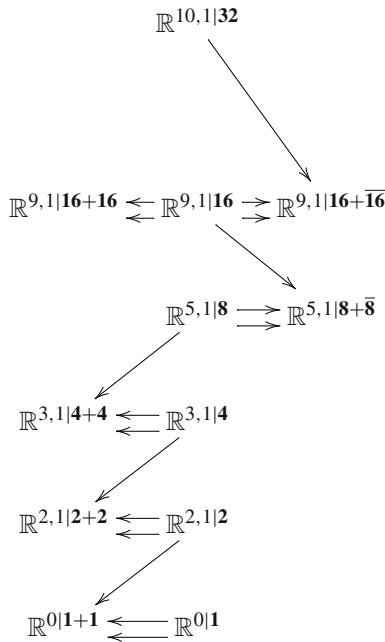 ℝ^{10,1|𝟑𝟐}
ℝ^{9,1|𝟏𝟔+𝟏𝟔} ℝ^{9,1|𝟏𝟔} ℝ^{9,1|𝟏𝟔+\overline{𝟏𝟔}}
ℝ^{5,1|𝟖} ℝ^{5,1|𝟖+\overline{𝟖}}
ℝ^{3,1|𝟒+𝟒} ℝ^{3,1|𝟒}
ℝ^{2,1|𝟐+𝟐} ℝ^{2,1|𝟐}
ℝ^{0|𝟏+𝟏} ℝ^{0|𝟏}